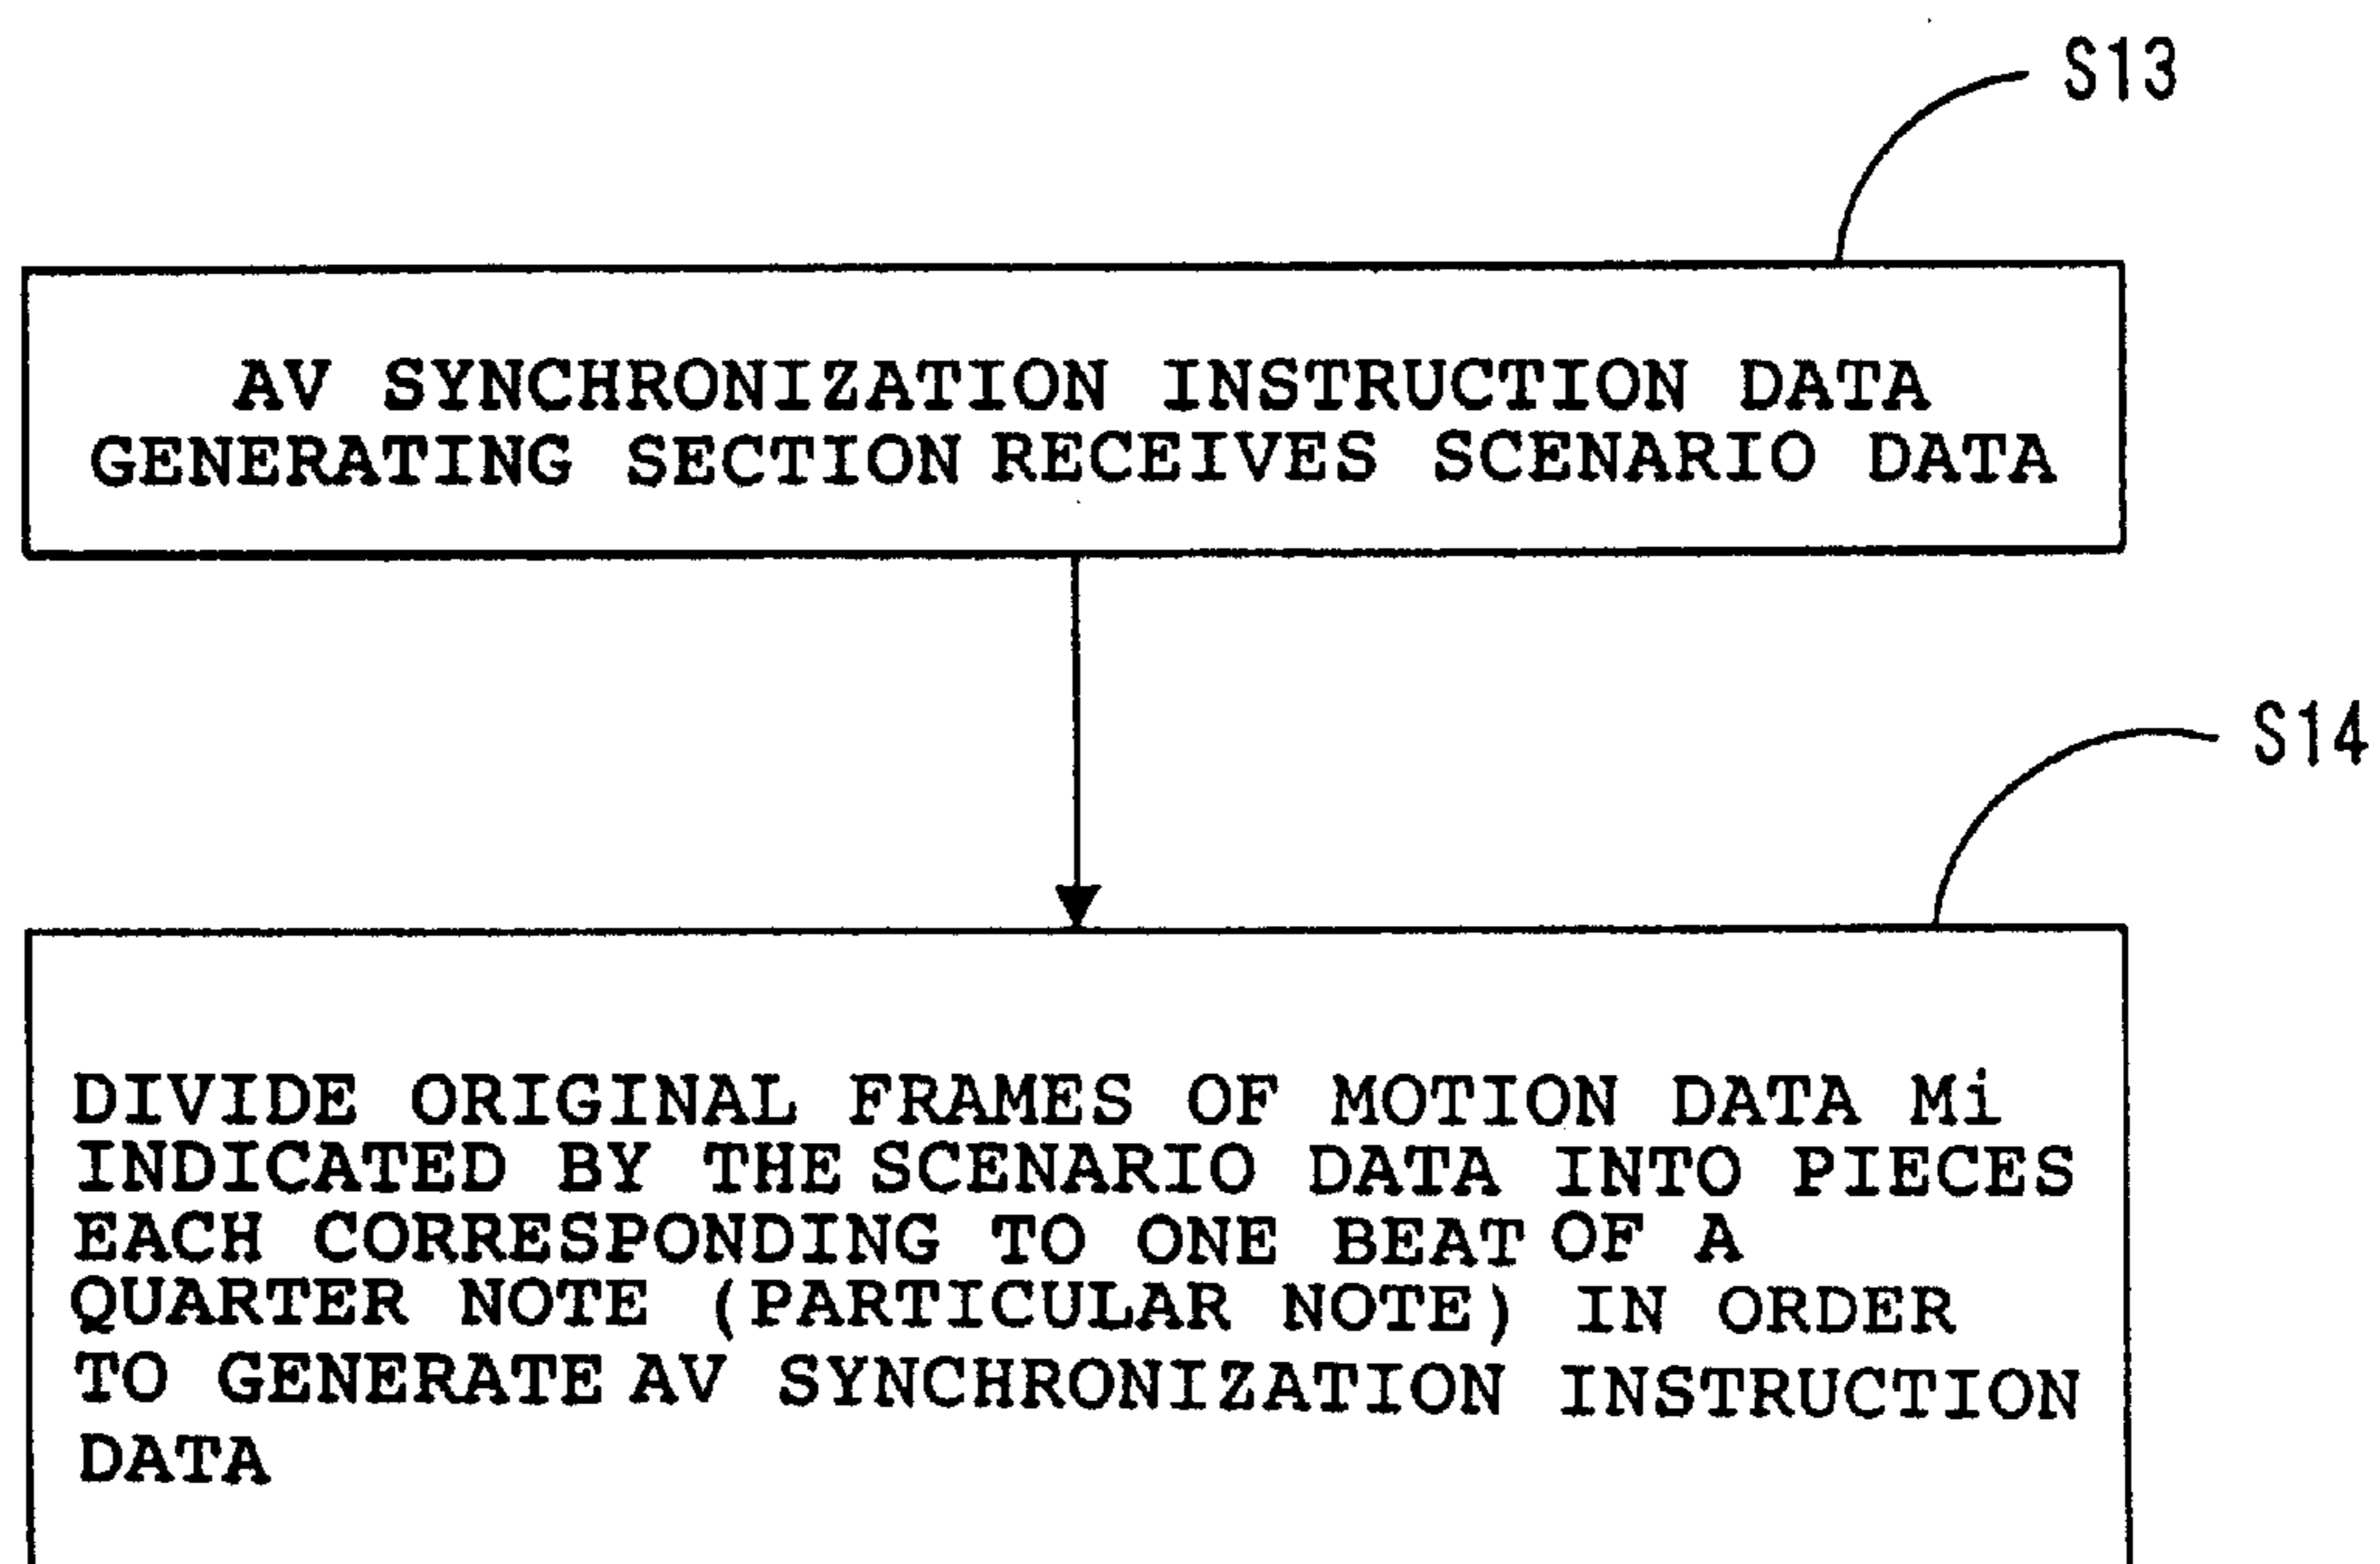 S13
AV SYNCHRONIZATION INSTRUCTION DATA
GENERATING SECTION RECEIVES SCENARIO DATA
S14
DIVIDE ORIGINAL FRAMES OF MOTION DATA Mi
INDICATED BY THE SCENARIO DATA INTO PIECES
EACH CORRESPONDING TO ONE BEAT OF A
QUARTER NOTE (PARTICULAR NOTE) IN ORDER
TO GENERATE AV SYNCHRONIZATION INSTRUCTION
DATA